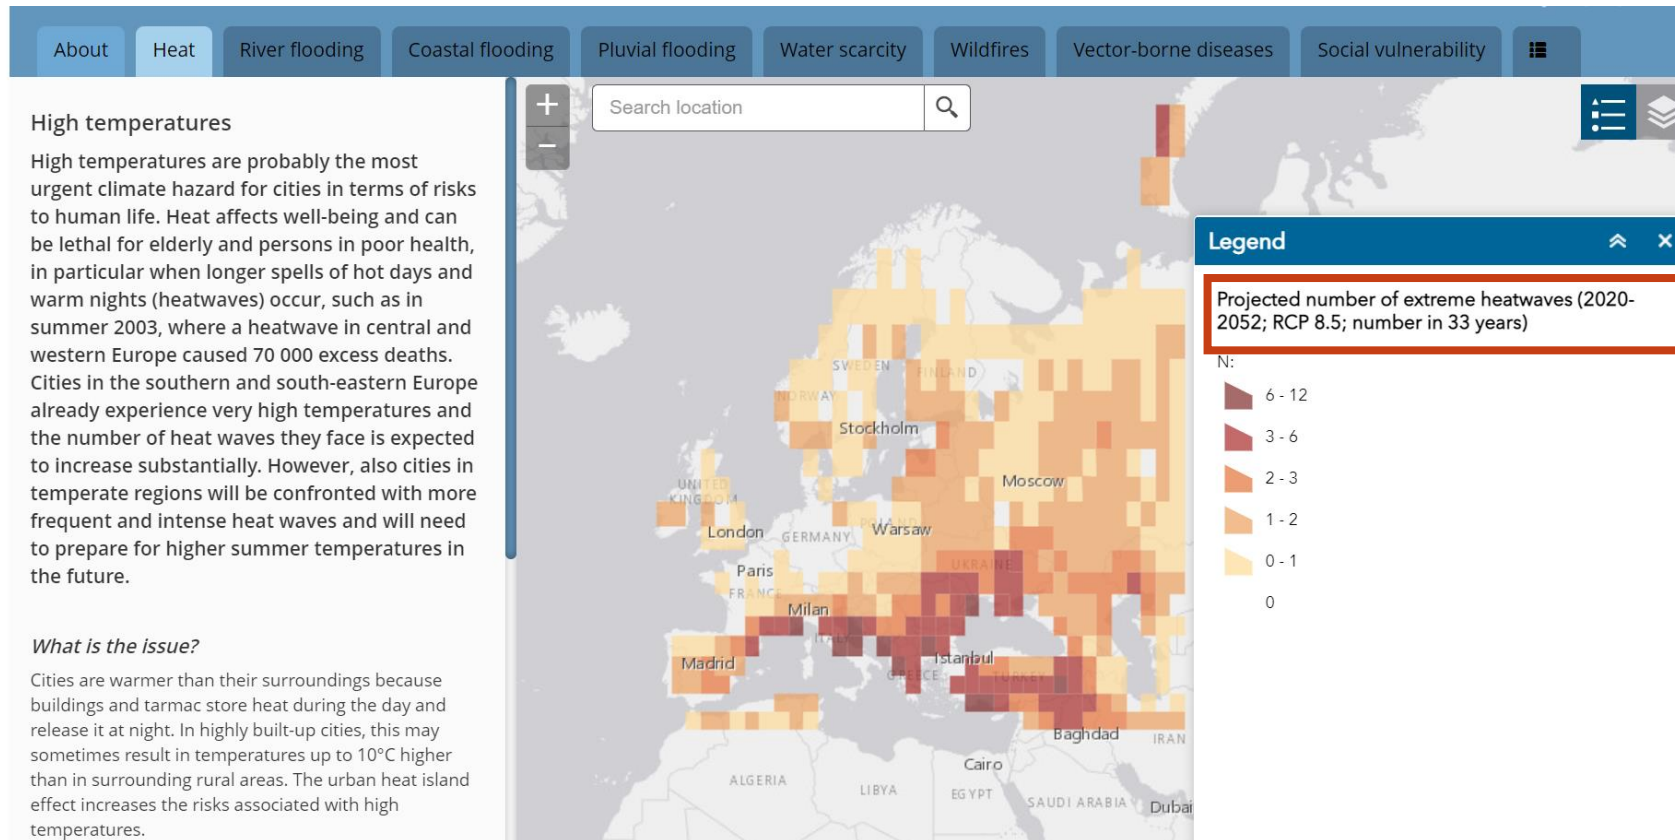 About Heat River flooding Coastal flooding Pluvial flooding Water scarcity Wildfires Vector-borne diseases Social vulnerability
High temperatures
High temperatures are probably the most
urgent climate hazard for cities in terms of risks
to human life. Heat affects well-being and can
be lethal for elderly and persons in poor health,
in particular when longer spells of hot days and
warm nights (heatwaves) occur, such as in
summer 2003, where a heatwave in central and
western Europe caused 70 000 excess deaths.
Cities in the southern and south-eastern Europe
already experience very high temperatures and
the number of heat waves they face is expected
to increase substantially. However, also cities in
temperate regions will be confronted with more
frequent and intense heat waves and will need
to prepare for higher summer temperatures in
the future.
What is the issue?
Cities are warmer than their surroundings because
buildings and tarmac store heat during the day and
release it at night. In highly built-up cities, this may
sometimes result in temperatures up to 10°C higher
than in surrounding rural areas. The urban heat island
effect increases the risks associated with high
temperatures.
+
−
Search location
SWEDEN
FINLAND
NORWAY
Stockholm
Moscow
UNITED
KINGDOM
London
GERMANY
POLAND
Warsaw
Paris
UKRAINE
FRANCE
Milan
ITALY
Madrid
Istanbul
GREECE
TURKEY
Baghdad
IRAN
Cairo
ALGERIA
LIBYA
EGYPT
SAUDI ARABIA
Dubai
Legend
Projected number of extreme heatwaves (2020-
2052; RCP 8.5; number in 33 years)
N:
6 - 12
3 - 6
2 - 3
1 - 2
0 - 1
0